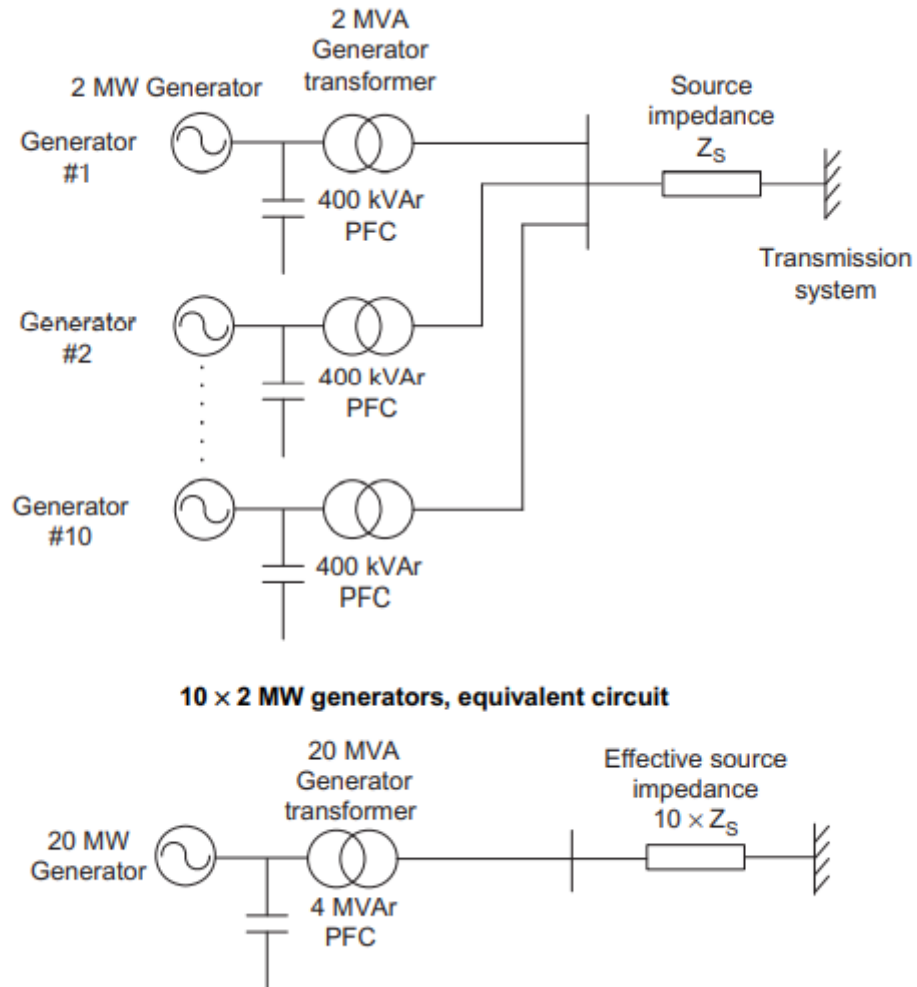 2 MVA
Generator
transformer
2 MW Generator
Source
impedance
Z_S
Generator
#1
400 kVAr
PFC
Transmission
system
Generator
#2
400 kVAr
PFC
Generator
#10
400 kVAr
PFC
10 × 2 MW generators, equivalent circuit
20 MVA
Generator
transformer
Effective source
impedance
10 × Z_S
20 MW
Generator
4 MVAr
PFC